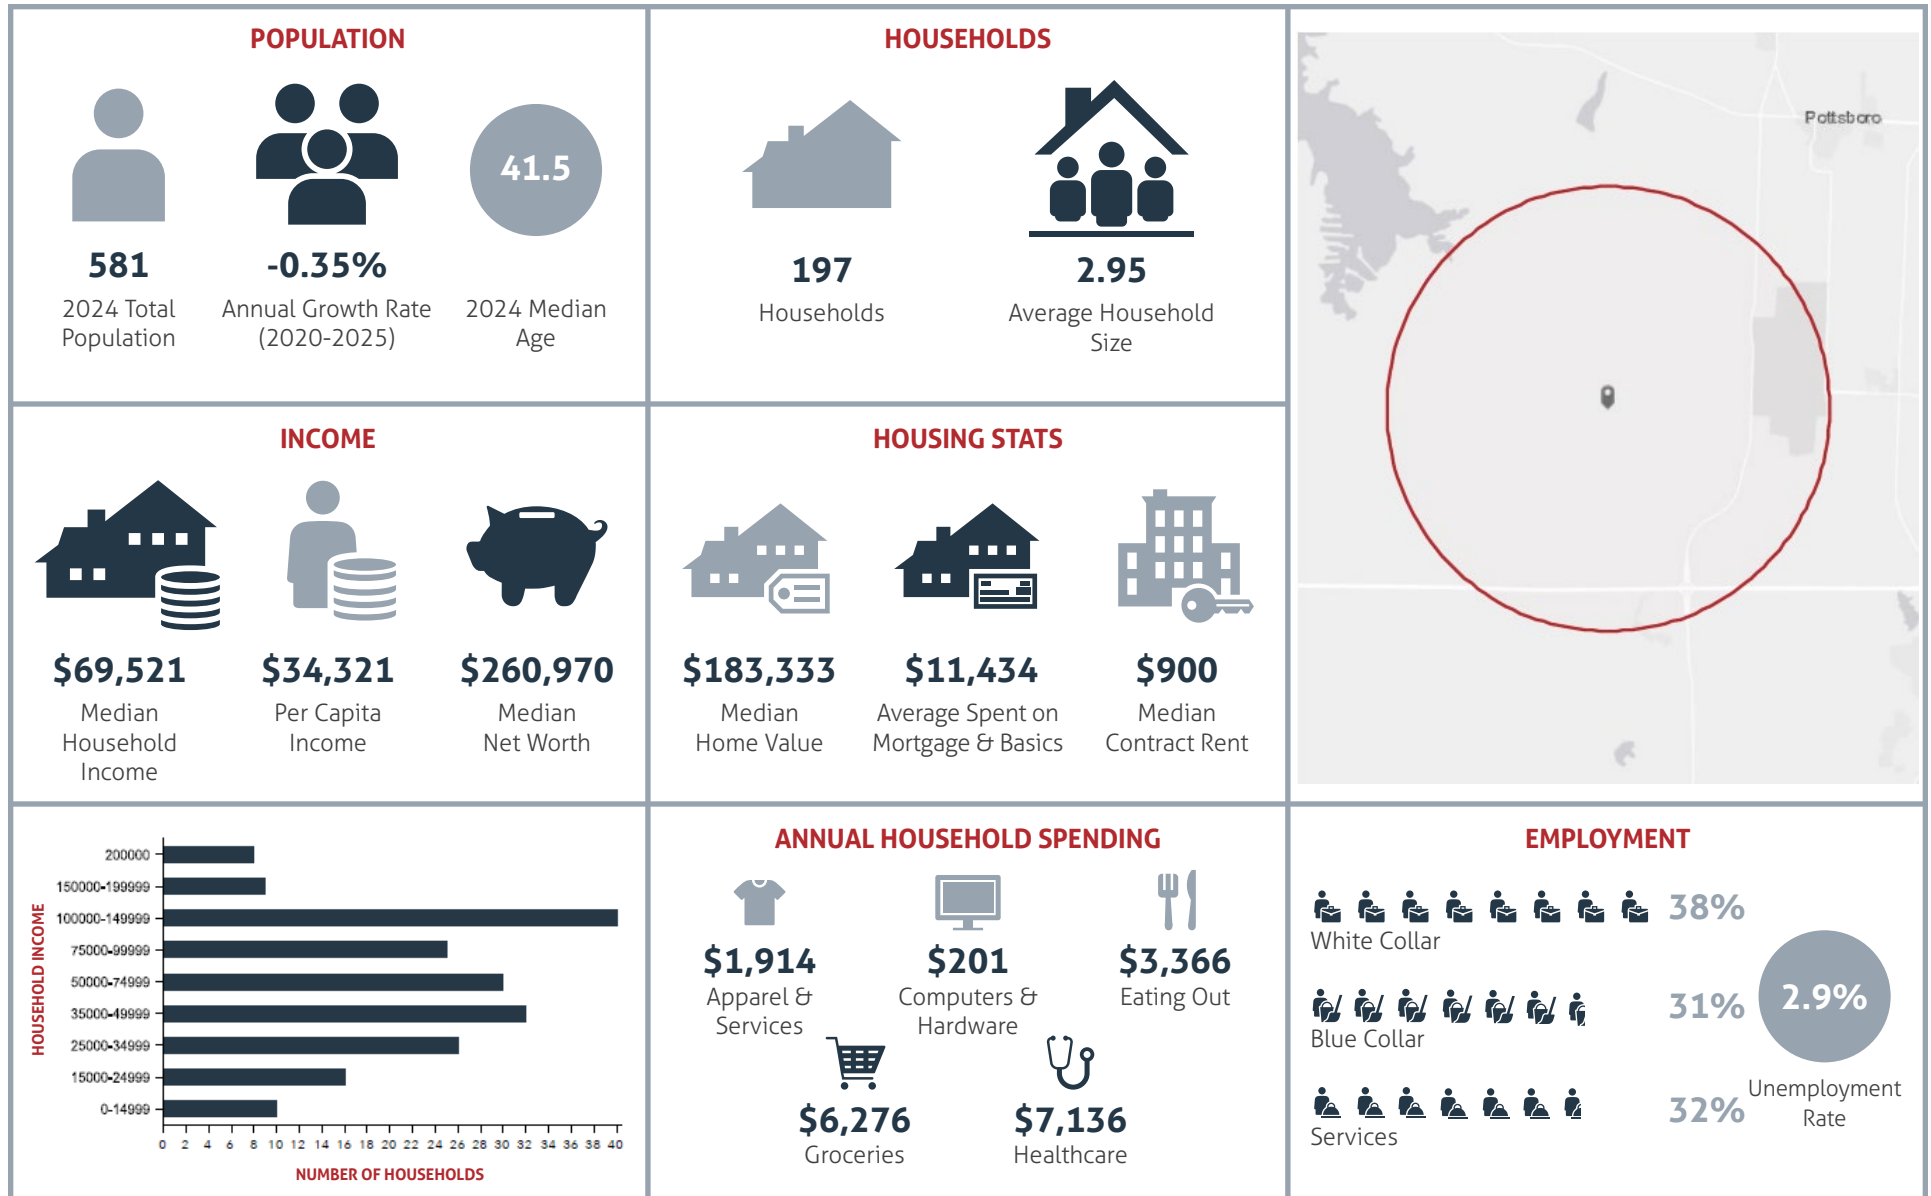 POPULATION
41.5
581
2024 Total
Population
-0.35%
Annual Growth Rate
(2020-2025)
2024 Median
Age
HOUSEHOLDS
197
Households
2.95
Average Household
Size
Pottsboro
INCOME
$69,521
Median
Household
Income
$34,321
Per Capita
Income
$260,970
Median
Net Worth
HOUSING STATS
$183,333
Median
Home Value
$11,434
Average Spent on
Mortgage & Basics
$900
Median
Contract Rent
HOUSEHOLD INCOME
200000
150000-199999
100000-149999
75000-99999
50000-74999
35000-49999
25000-34999
15000-24999
0-14999
0 2 4 6 8 10 12 14 16 18 20 22 24 26 28 30 32 34 36 38 40
NUMBER OF HOUSEHOLDS
ANNUAL HOUSEHOLD SPENDING
$1,914
Apparel &
Services
$201
Computers &
Hardware
$3,366
Eating Out
$6,276
Groceries
$7,136
Healthcare
EMPLOYMENT
38%
White Collar
31%
Blue Collar
32%
Services
2.9%
Unemployment
Rate